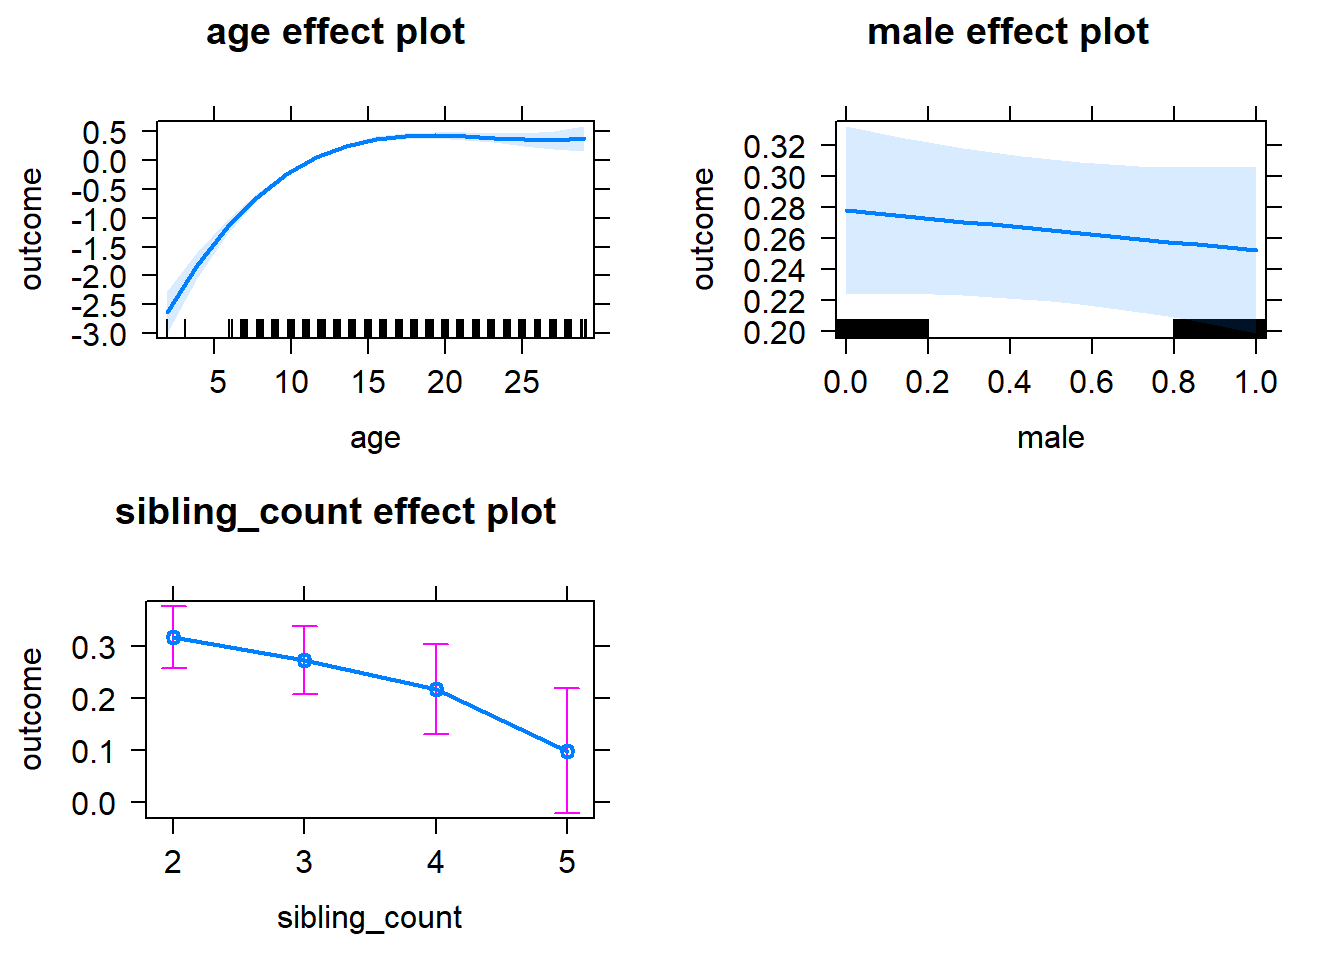 age effect plot
outcome
0.5
0.0
-0.5
-1.0
-1.5
-2.0
-2.5
-3.0
5 10 15 20 25
age
male effect plot
outcome
0.32
0.30
0.28
0.26
0.24
0.22
0.20
0.0 0.2 0.4 0.6 0.8 1.0
male
sibling_count effect plot
outcome
0.3
0.2
0.1
0.0
2 3 4 5
sibling_count